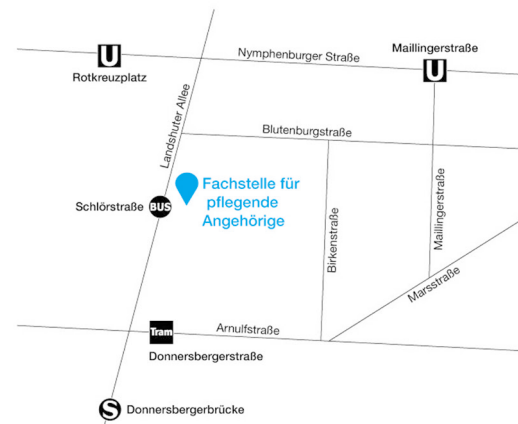 Maillingerstraße
U
Nymphenburger Straße
U
Rotkreuzplatz
Landshuter Allee
Blutenburgstraße
Fachstelle für
pflegende
Angehörige
Schlörstraße
BUS
Birkenstraße
Maillingerstraße
Marsstraße
Tram
Arnulfstraße
Donnersbergerstraße
S
Donnersbergerbrücke